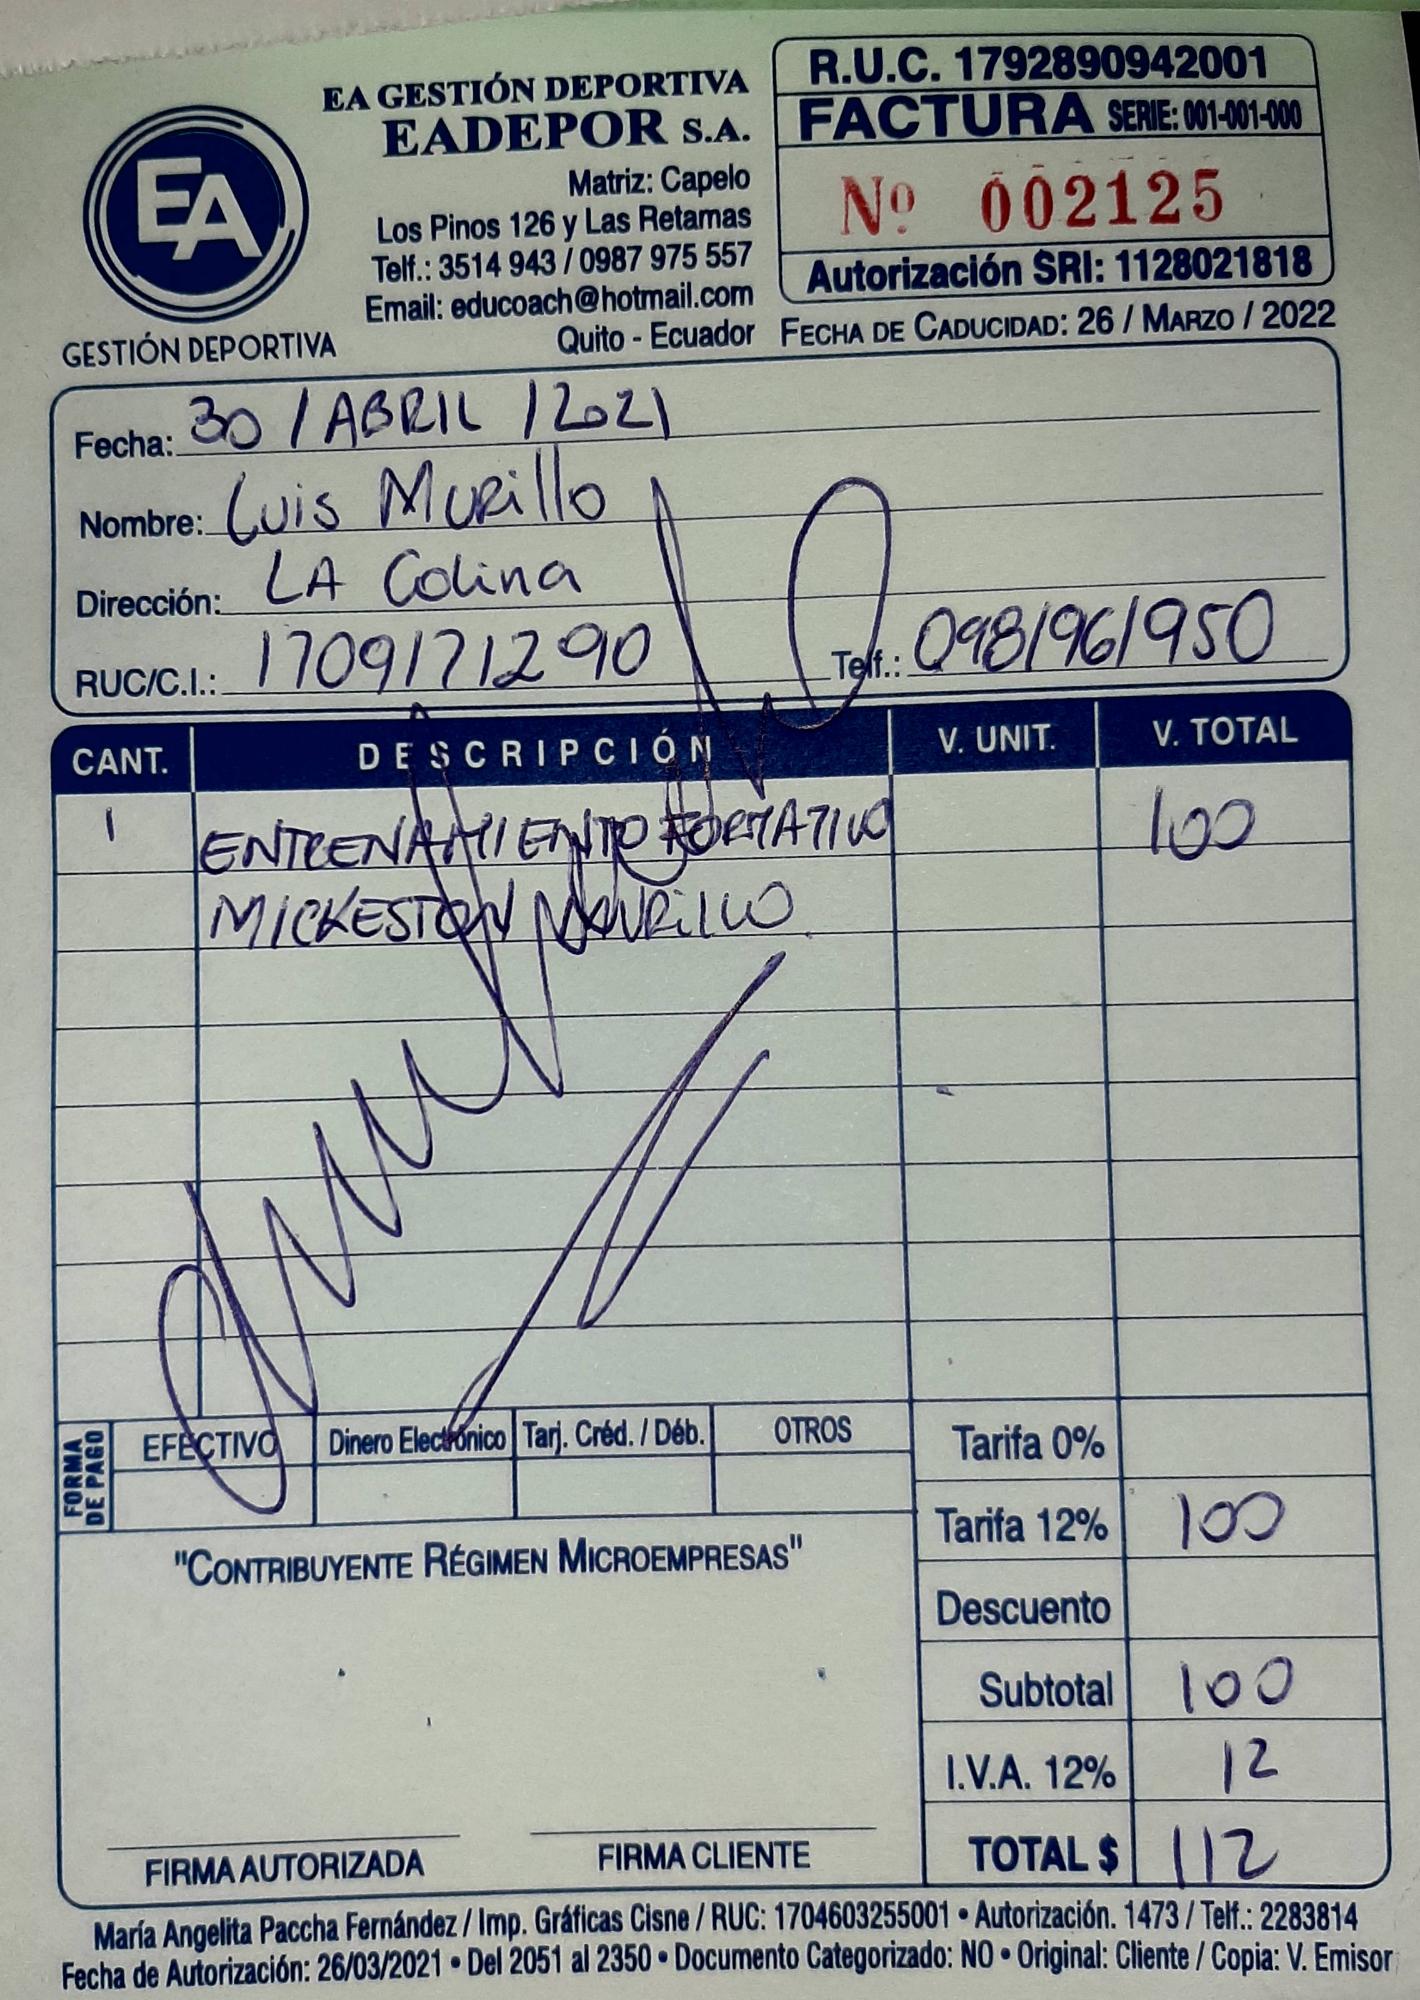 EA GESTIÓN DEPORTIVA
EADEPOR S.A.
Matriz: Capelo
Los Pinos 126 y Las Retamas
Telf.: 3514 943 / 0987 975 557
Email: educoach@hotmail.com
Quito - Ecuador
EA
GESTIÓN DEPORTIVA
R.U.C. 1792890942001
FACTURA SERIE: 001-001-000
Nº 002125
Autorización SRI: 1128021818
FECHA DE CADUCIDAD: 26 / MARZO / 2022
Fecha: 30 / ABRIL / 2021
Nombre: Luis Murillo
Dirección: LA Colina
RUC/C.I.: 1709171290 Telf.: 0981961950
CANT. DESCRIPCIÓN V. UNIT. V. TOTAL
1 ENTRENAMIENTO FORMATIVO 100
MICKESTON MURILLO
FORMA DE PAGO
EFECTIVO Dinero Electrónico Tarj. Créd. / Déb. OTROS
Tarifa 0%
Tarifa 12% 100
Descuento
Subtotal 100
I.V.A. 12% 12
TOTAL $ 112
"CONTRIBUYENTE RÉGIMEN MICROEMPRESAS"
FIRMA AUTORIZADA FIRMA CLIENTE
María Angelita Paccha Fernández / Imp. Gráficas Cisne / RUC: 1704603255001 • Autorización. 1473 / Telf.: 2283814
Fecha de Autorización: 26/03/2021 • Del 2051 al 2350 • Documento Categorizado: NO • Original: Cliente / Copia: V. Emisor